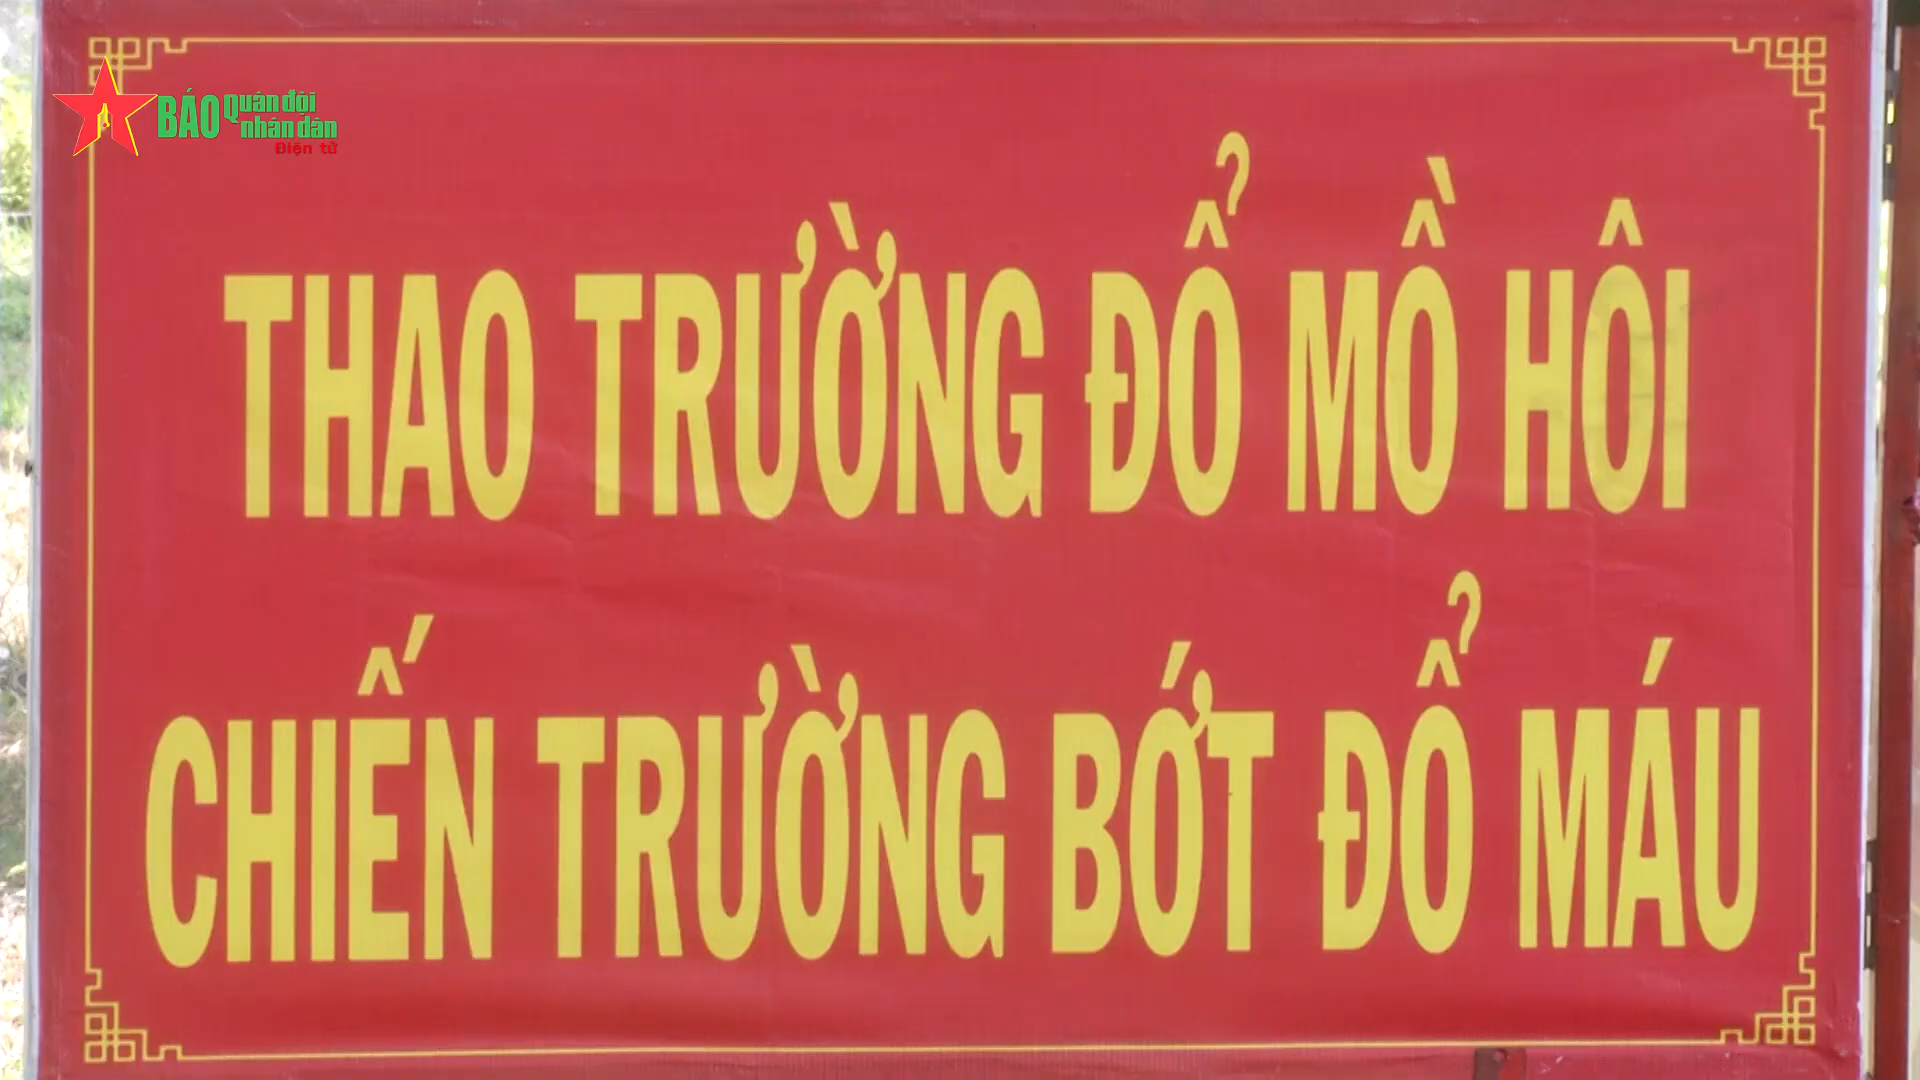 BÁO Quân đội
nhân dân
Điện tử
THAO TRƯỜNG ĐỔ MỒ HÔI
CHIẾN TRƯỜNG BỚT ĐỔ MÁU